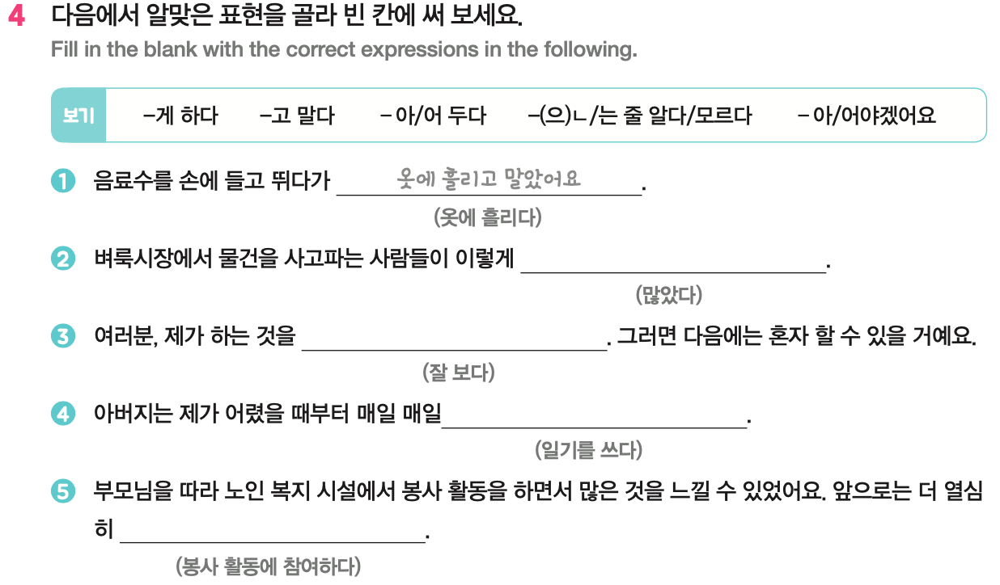 4 다음에서 알맞은 표현을 골라 빈 칸에 써 보세요.
Fill in the blank with the correct expressions in the following.
보기 –게 하다 –고 말다 –아/어 두다 –(으)ㄴ/는 줄 알다/모르다 –아/어야겠어요
1 음료수를 손에 들고 뛰다가 옷에 흘리고 말았어요.
(옷에 흘리다)
2 벼룩시장에서 물건을 사고파는 사람들이 이렇게 .
(많았다)
3 여러분, 제가 하는 것을 . 그러면 다음에는 혼자 할 수 있을 거예요.
(잘 보다)
4 아버지는 제가 어렸을 때부터 매일 매일 .
(일기를 쓰다)
5 부모님을 따라 노인 복지 시설에서 봉사 활동을 하면서 많은 것을 느낄 수 있었어요. 앞으로는 더 열심
히 .
(봉사 활동에 참여하다)